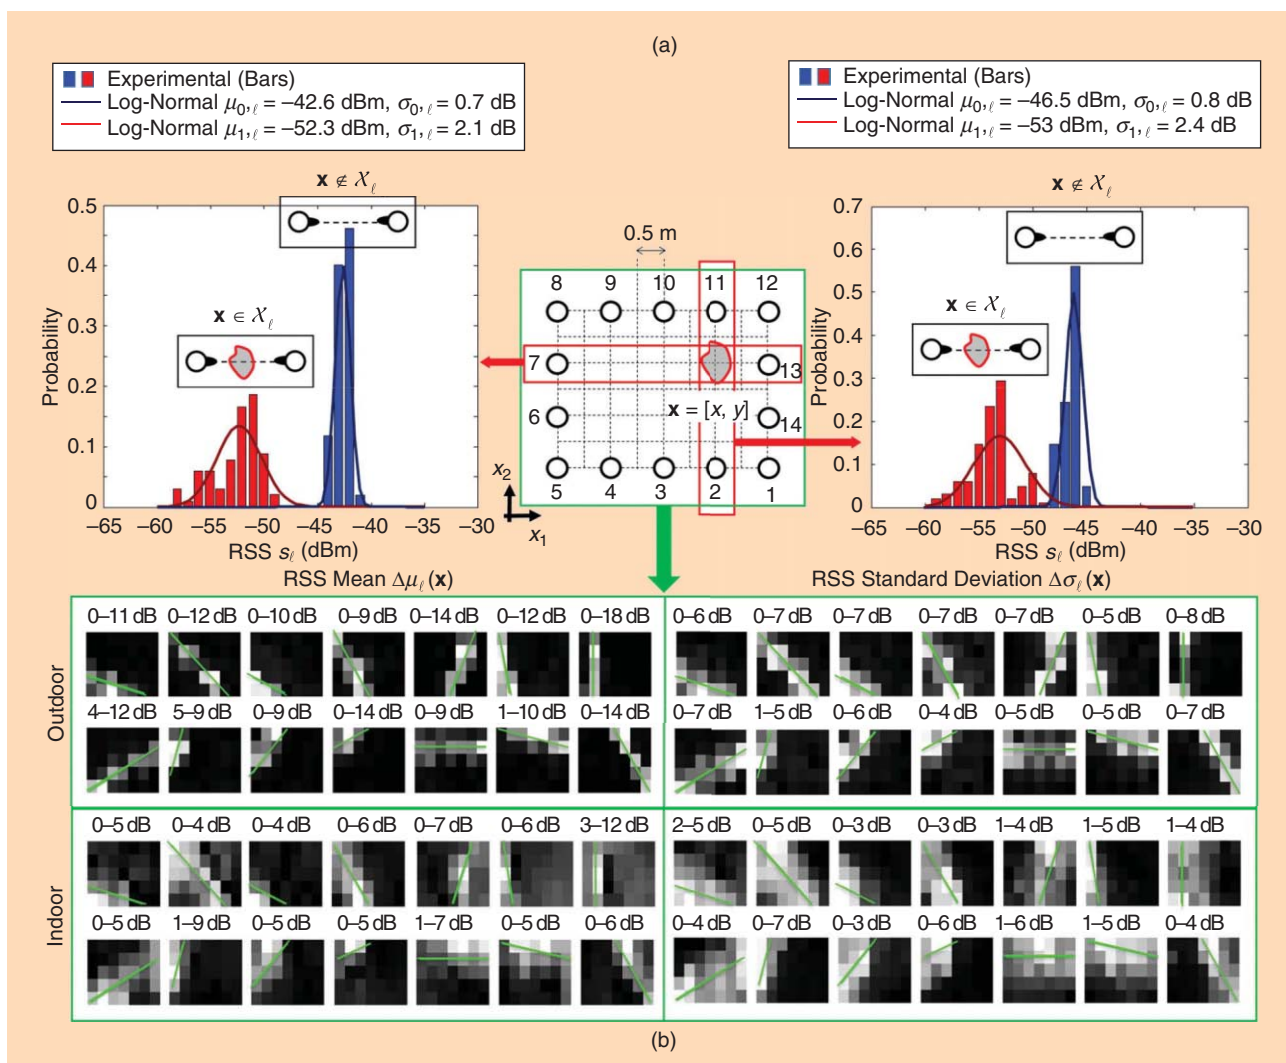 (a)
Experimental (Bars)
Log-Normal μ0,ℓ = –42.6 dBm, σ0,ℓ = 0.7 dB
Log-Normal μ1,ℓ = –52.3 dBm, σ1,ℓ = 2.1 dB
Experimental (Bars)
Log-Normal μ0,ℓ = –46.5 dBm, σ0,ℓ = 0.8 dB
Log-Normal μ1,ℓ = –53 dBm, σ1,ℓ = 2.4 dB
x ∉ 𝒳ℓ
x ∈ 𝒳ℓ
Probability
0.5
0.4
0.3
0.2
0.1
0
–65 –55 –50 –45 –40 –35 –30
RSS sℓ (dBm)
0.5 m
8 9 10 11 12
7 13
6 14
x = [x, y]
5 4 3 2 1
x2
x1
x ∉ 𝒳ℓ
x ∈ 𝒳ℓ
Probability
0.7
0.6
0.5
0.4
0.3
0.2
0.1
0
–65 –60 –55 –50 –45 –40 –35 –30
RSS sℓ (dBm)
RSS Mean Δμℓ(x)
RSS Standard Deviation Δσℓ(x)
Outdoor
0–11 dB 0–12 dB 0–10 dB 0–9 dB 0–14 dB 0–12 dB 0–18 dB
4–12 dB 5–9 dB 0–9 dB 0–14 dB 0–9 dB 1–10 dB 0–14 dB
0–6 dB 0–7 dB 0–7 dB 0–7 dB 0–7 dB 0–5 dB 0–8 dB
0–7 dB 1–5 dB 0–6 dB 0–4 dB 0–5 dB 0–5 dB 0–7 dB
Indoor
0–5 dB 0–4 dB 0–4 dB 0–6 dB 0–7 dB 0–6 dB 3–12 dB
0–5 dB 1–9 dB 0–5 dB 0–5 dB 1–7 dB 0–5 dB 0–6 dB
2–5 dB 0–5 dB 0–3 dB 0–3 dB 1–4 dB 1–5 dB 1–4 dB
0–4 dB 0–7 dB 0–3 dB 0–6 dB 1–6 dB 1–5 dB 0–4 dB
(b)